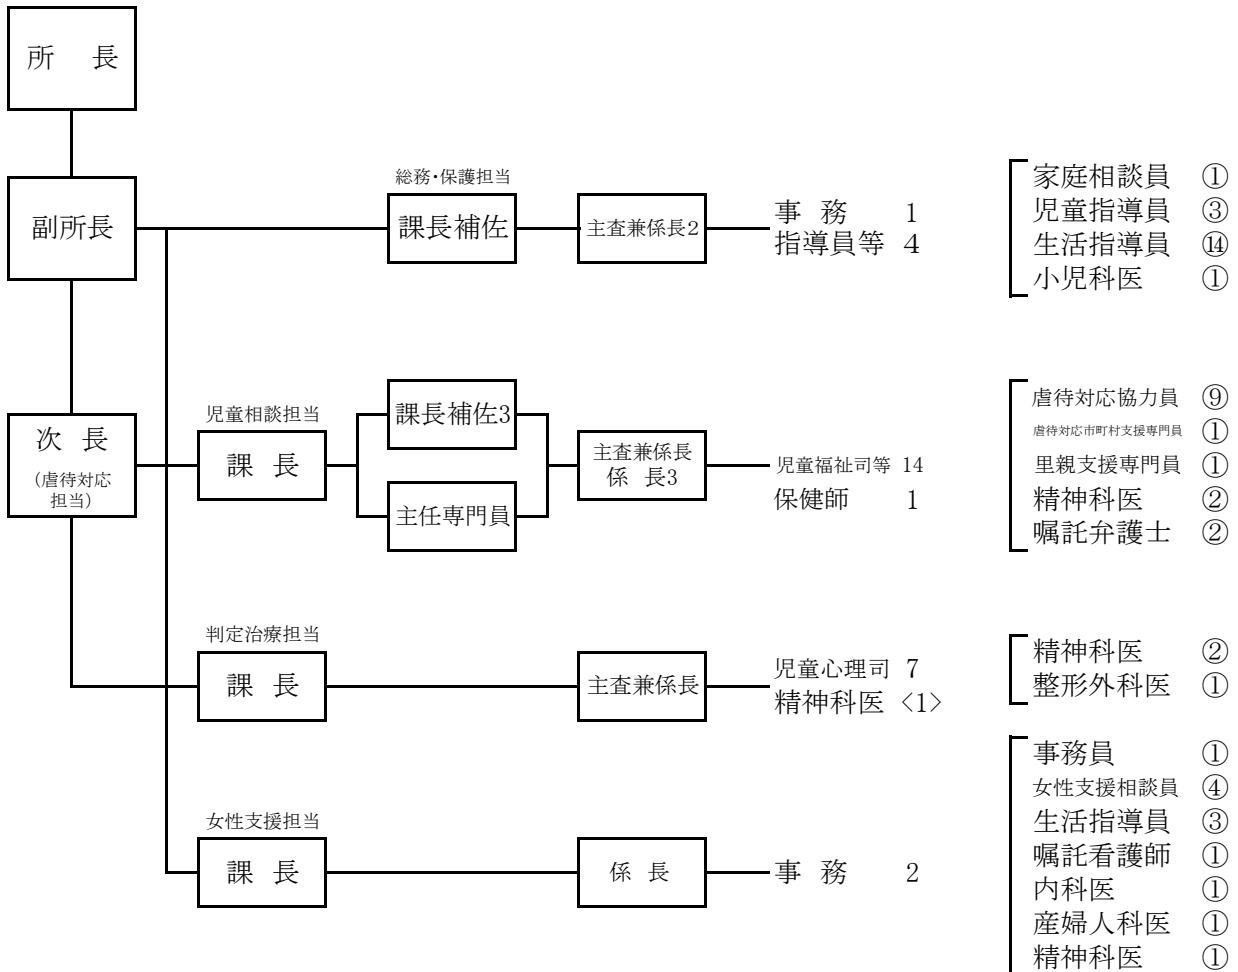 所 長
副所長
総務・保護担当
課長補佐
主査兼係長2
事 務 1
指導員等 4
家庭相談員 ①
児童指導員 ③
生活指導員 ⑭
小児科医 ①
次 長
(虐待対応
担当)
児童相談担当
課 長
課長補佐3
主任専門員
主査兼係長
係 長3
児童福祉司等 14
保健師 1
虐待対応協力員 ⑨
虐待対応市町村支援専門員 ①
里親支援専門員 ①
精神科医 ②
嘱託弁護士 ②
判定治療担当
課 長
主査兼係長
児童心理司 7
精神科医 <1>
精神科医 ②
整形外科医 ①
女性支援担当
課 長
係 長
事 務 2
事務員 ①
女性支援相談員 ④
生活指導員 ③
嘱託看護師 ①
内科医 ①
産婦人科医 ①
精神科医 ①